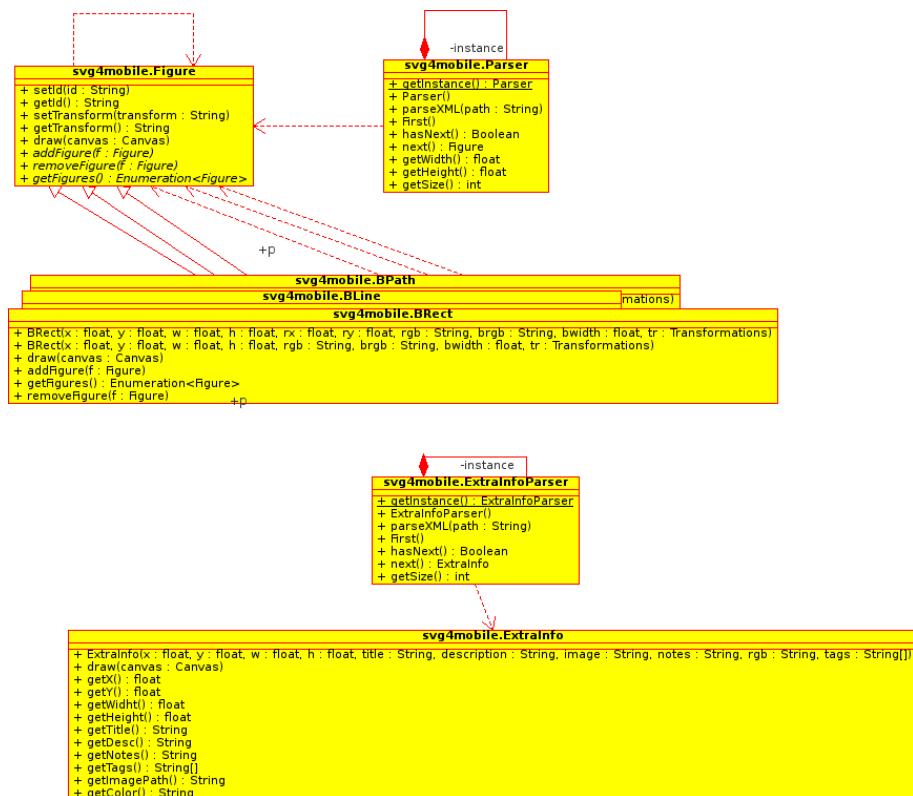 -instance
svg4mobile.Figure
+ setId(id : String)
+ getId() : String
+ setTransform(transform : String)
+ getTransform() : String
+ draw(canvas : Canvas)
+ addFigure(f : Figure)
+ removeFigure(f : Figure)
+ getFigures() : Enumeration<Figure>
svg4mobile.Parser
+ getInstance() : Parser
+ Parser()
+ parseXML(path : String)
+ First()
+ hasNext() : Boolean
+ next() : Figure
+ getWidth() : float
+ getHeight() : float
+ getSize() : int
+p
svg4mobile.BPath
svg4mobile.BLine
mations)
svg4mobile.BRect
+ BRect(x : float, y : float, w : float, h : float, rx : float, ry : float, rgb : String, brgb : String, bwidth : float, tr : Transformations)
+ BRect(x : float, y : float, w : float, h : float, rgb : String, brgb : String, bwidth : float, tr : Transformations)
+ draw(canvas : Canvas)
+ addFigure(f : Figure)
+ getFigures() : Enumeration<Figure>
+ removeFigure(f : Figure)
+p
-instance
svg4mobile.ExtraInfoParser
+ getInstance() : ExtraInfoParser
+ ExtraInfoParser()
+ parseXML(path : String)
+ First()
+ hasNext() : Boolean
+ next() : ExtraInfo
+ getSize() : int
svg4mobile.ExtraInfo
+ ExtraInfo(x : float, y : float, w : float, h : float, title : String, description : String, image : String, notes : String, rgb : String, tags : String[])
+ draw(canvas : Canvas)
+ getX() : float
+ getY() : float
+ getWidht() : float
+ getHeight() : float
+ getTitle() : String
+ getDesc() : String
+ getNotes() : String
+ getTags() : String[]
+ getImagePath() : String
+ getColor() : String